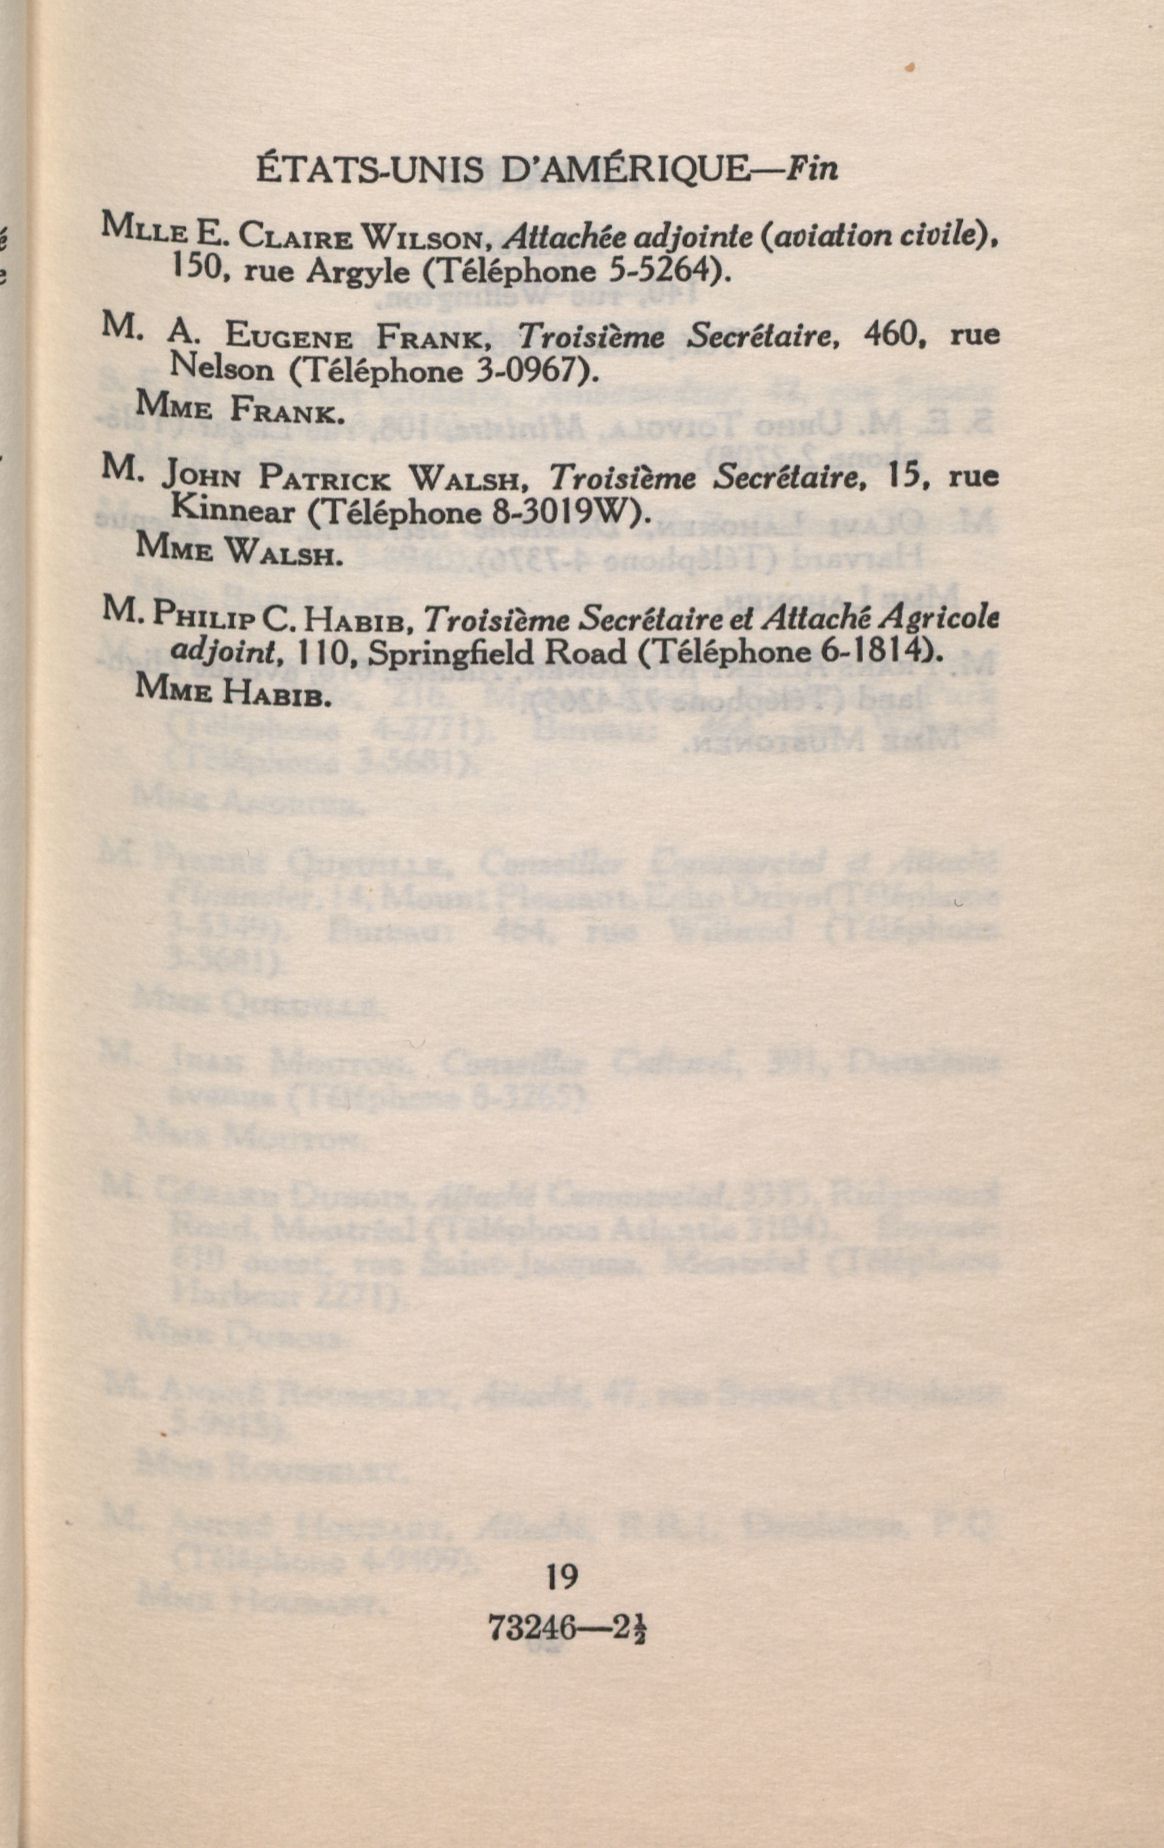 ÉTATS-UNIS D'AMÉRIQUE—Fin
MLLE E. CLAIRE WILSON, Attachée adjointe (aviation civile),
150, rue Argyle (Téléphone 5-5264).
M. A. EUGENE FRANK, Troisième Secrétaire, 460, rue
Nelson (Téléphone 3-0967).
MME FRANK.
M. JOHN PATRICK WALSH, Troisième Secrétaire, 15, rue
Kinnear (Téléphone 8-3019W).
MME WALSH.
M. PHILIP C. HABIB, Troisième Secrétaire et Attaché Agricole
adjoint, 110, Springfield Road (Téléphone 6-1814).
MME HABIB.
19
73246—2½